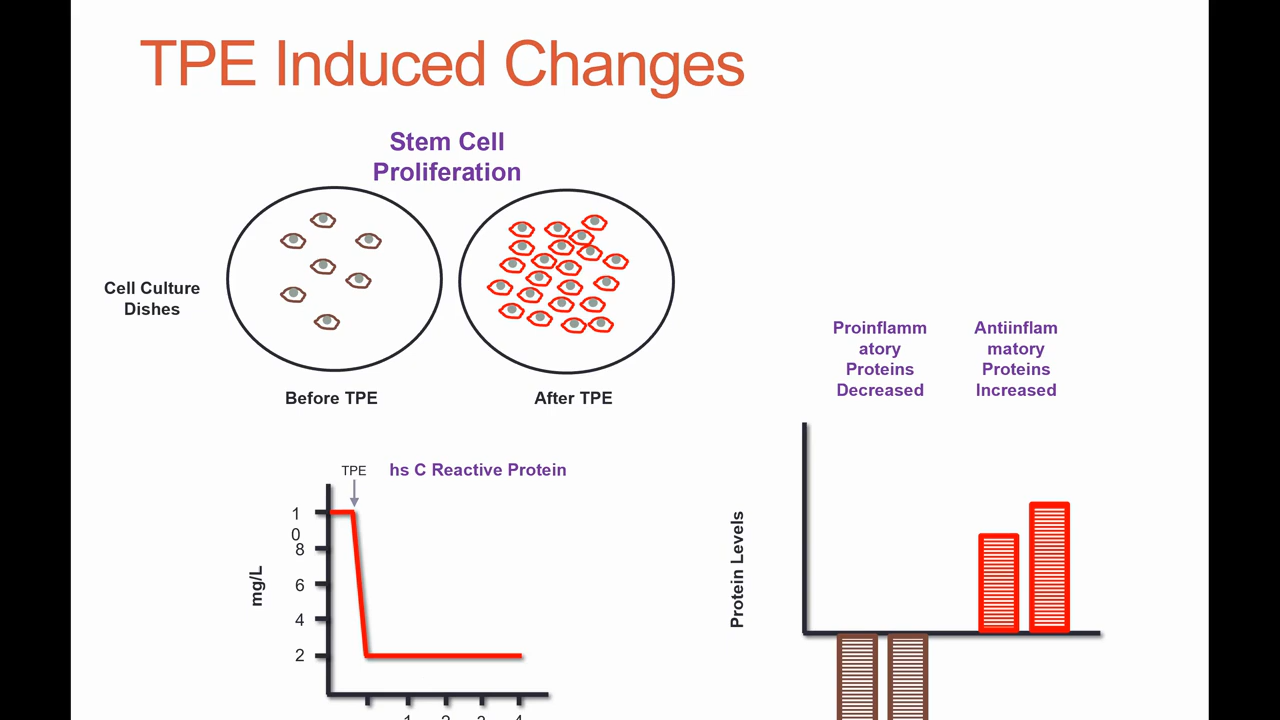 TPE Induced Changes
Stem Cell
Proliferation
Cell Culture
Dishes
Before TPE
After TPE
Proinflamm
atory
Proteins
Decreased
Antiinflam
matory
Proteins
Increased
TPE
hs C Reactive Protein
mg/L
1
0
8
6
4
2
Protein Levels